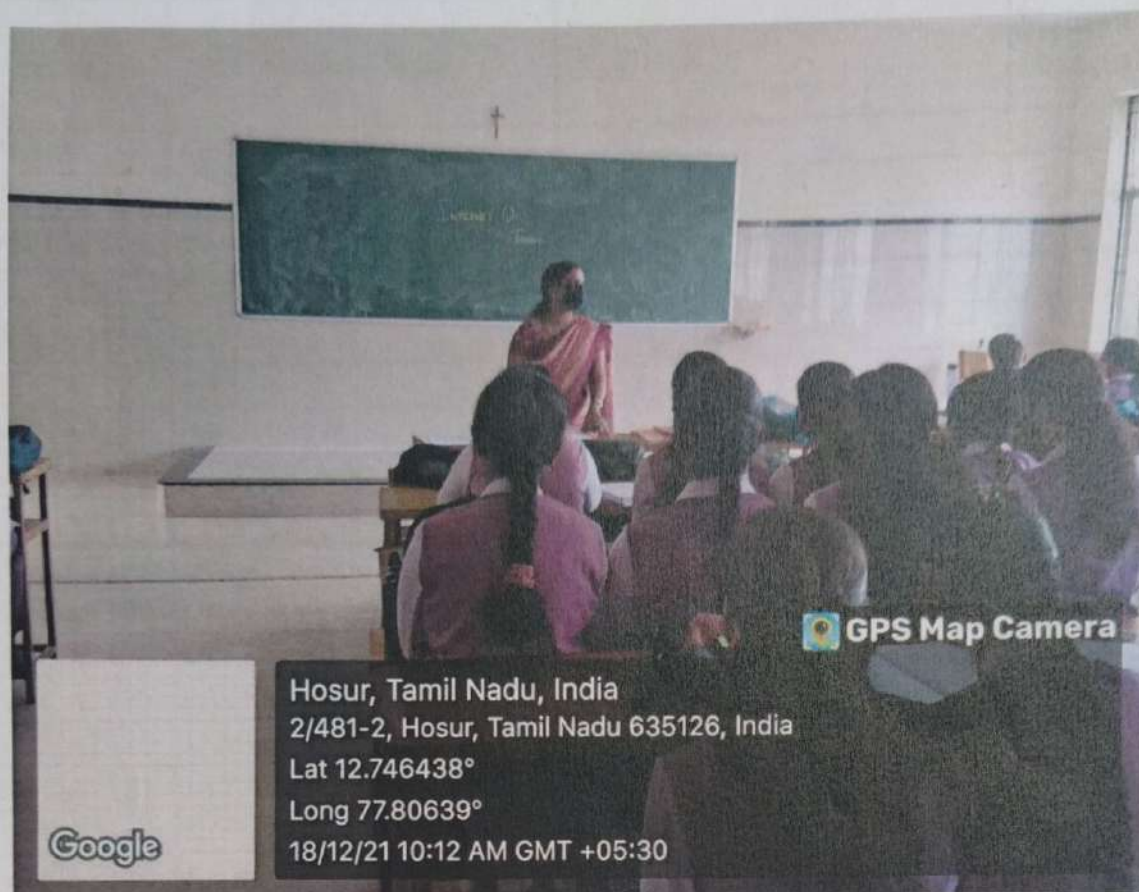 Internet
GPS Map Camera
Hosur, Tamil Nadu, India
2/481-2, Hosur, Tamil Nadu 635126, India
Lat 12.746438°
Long 77.80639°
18/12/21 10:12 AM GMT +05:30
Google